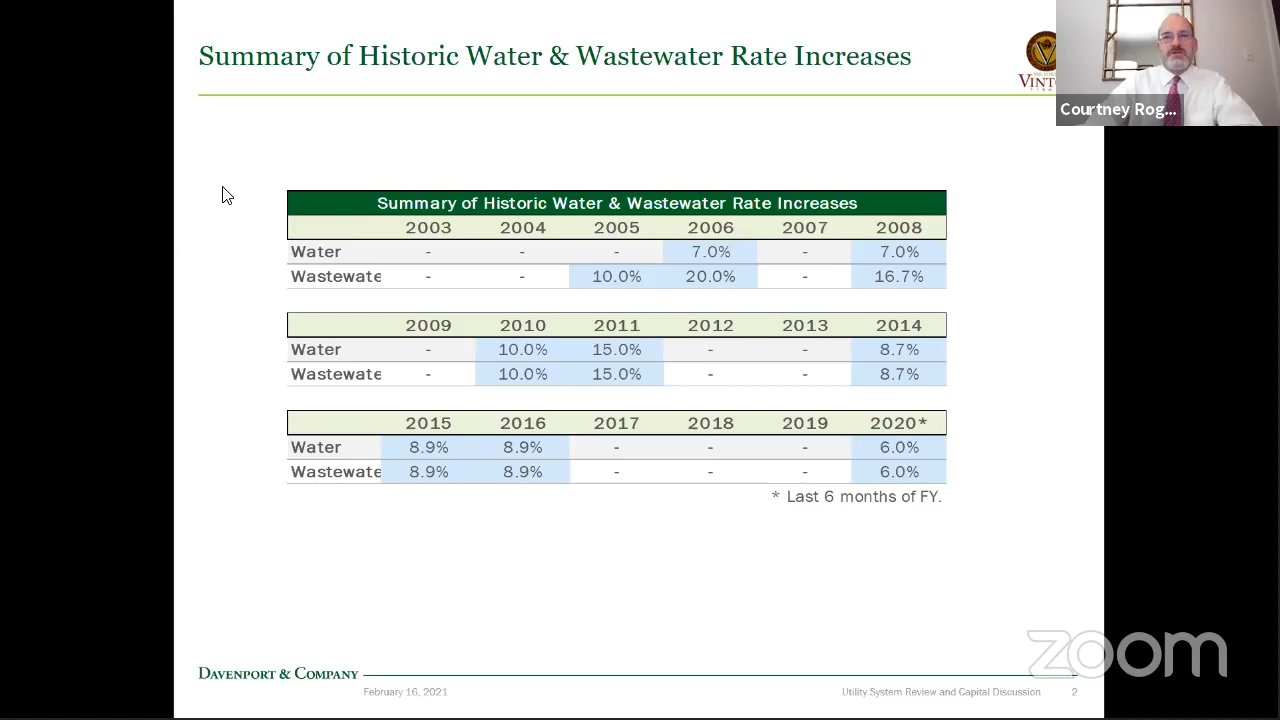 Summary of Historic Water & Wastewater Rate Increases
Courtney Rog...
Summary of Historic Water & Wastewater Rate Increases
2003 2004 2005 2006 2007 2008
Water - - - 7.0% - 7.0%
Wastewate - - 10.0% 20.0% - 16.7%
2009 2010 2011 2012 2013 2014
Water - 10.0% 15.0% - - 8.7%
Wastewate - 10.0% 15.0% - - 8.7%
2015 2016 2017 2018 2019 2020*
Water 8.9% 8.9% - - - 6.0%
Wastewate 8.9% 8.9% - - - 6.0%
* Last 6 months of FY.
zoom
Davenport & Company
February 16, 2021 Utility System Review and Capital Discussion 2